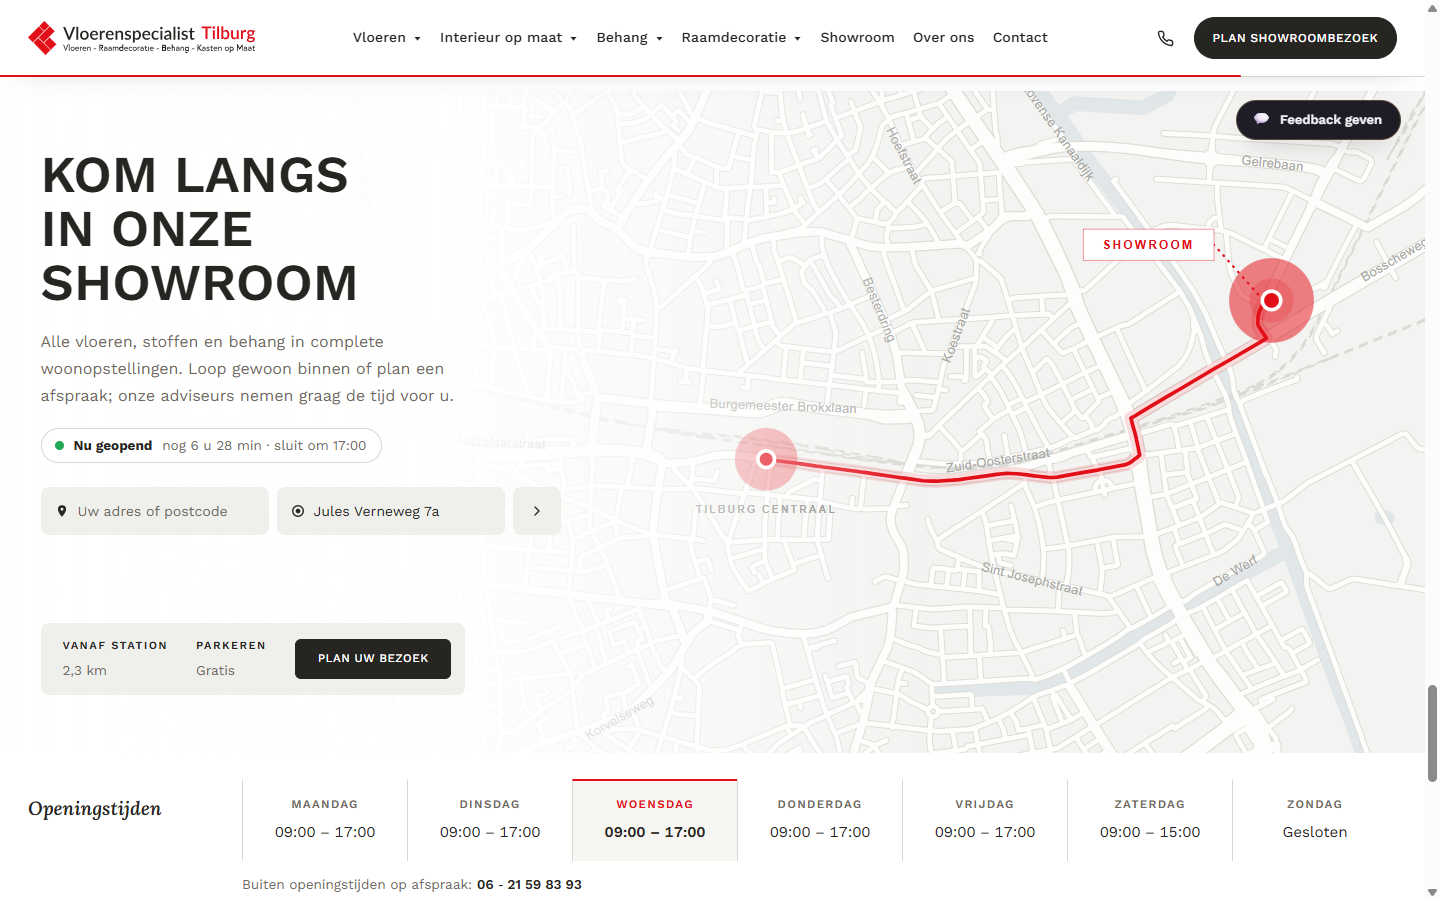 Vloerenspecialist Tilburg
Vloeren - Raamdecoratie - Behang - Kasten op Maat
Vloeren
Interieur op maat
Behang
Raamdecoratie
Showroom
Over ons
Contact
PLAN SHOWROOMBEZOEK
Feedback geven
KOM LANGS
IN ONZE
SHOWROOM
Alle vloeren, stoffen en behang in complete
woonopstellingen. Loop gewoon binnen of plan een
afspraak; onze adviseurs nemen graag de tijd voor u.
Nu geopend nog 6 u 28 min · sluit om 17:00
Uw adres of postcode
Jules Verneweg 7a
VANAF STATION
2,3 km
PARKEREN
Gratis
PLAN UW BEZOEK
Hoefstraat
ovense Kanaaldijk
Gelrebaan
SHOWROOM
Bosscheweg
Besterdring
Koestraat
Burgemeester Brokxlaan
Hazelaarstraat
Zuid-Oosterstraat
TILBURG CENTRAAL
Sint Josephstraat
De Werf
Korvelseweg
Openingstijden
MAANDAG
09:00 – 17:00
DINSDAG
09:00 – 17:00
WOENSDAG
09:00 – 17:00
DONDERDAG
09:00 – 17:00
VRIJDAG
09:00 – 17:00
ZATERDAG
09:00 – 15:00
ZONDAG
Gesloten
Buiten openingstijden op afspraak: 06 - 21 59 83 93